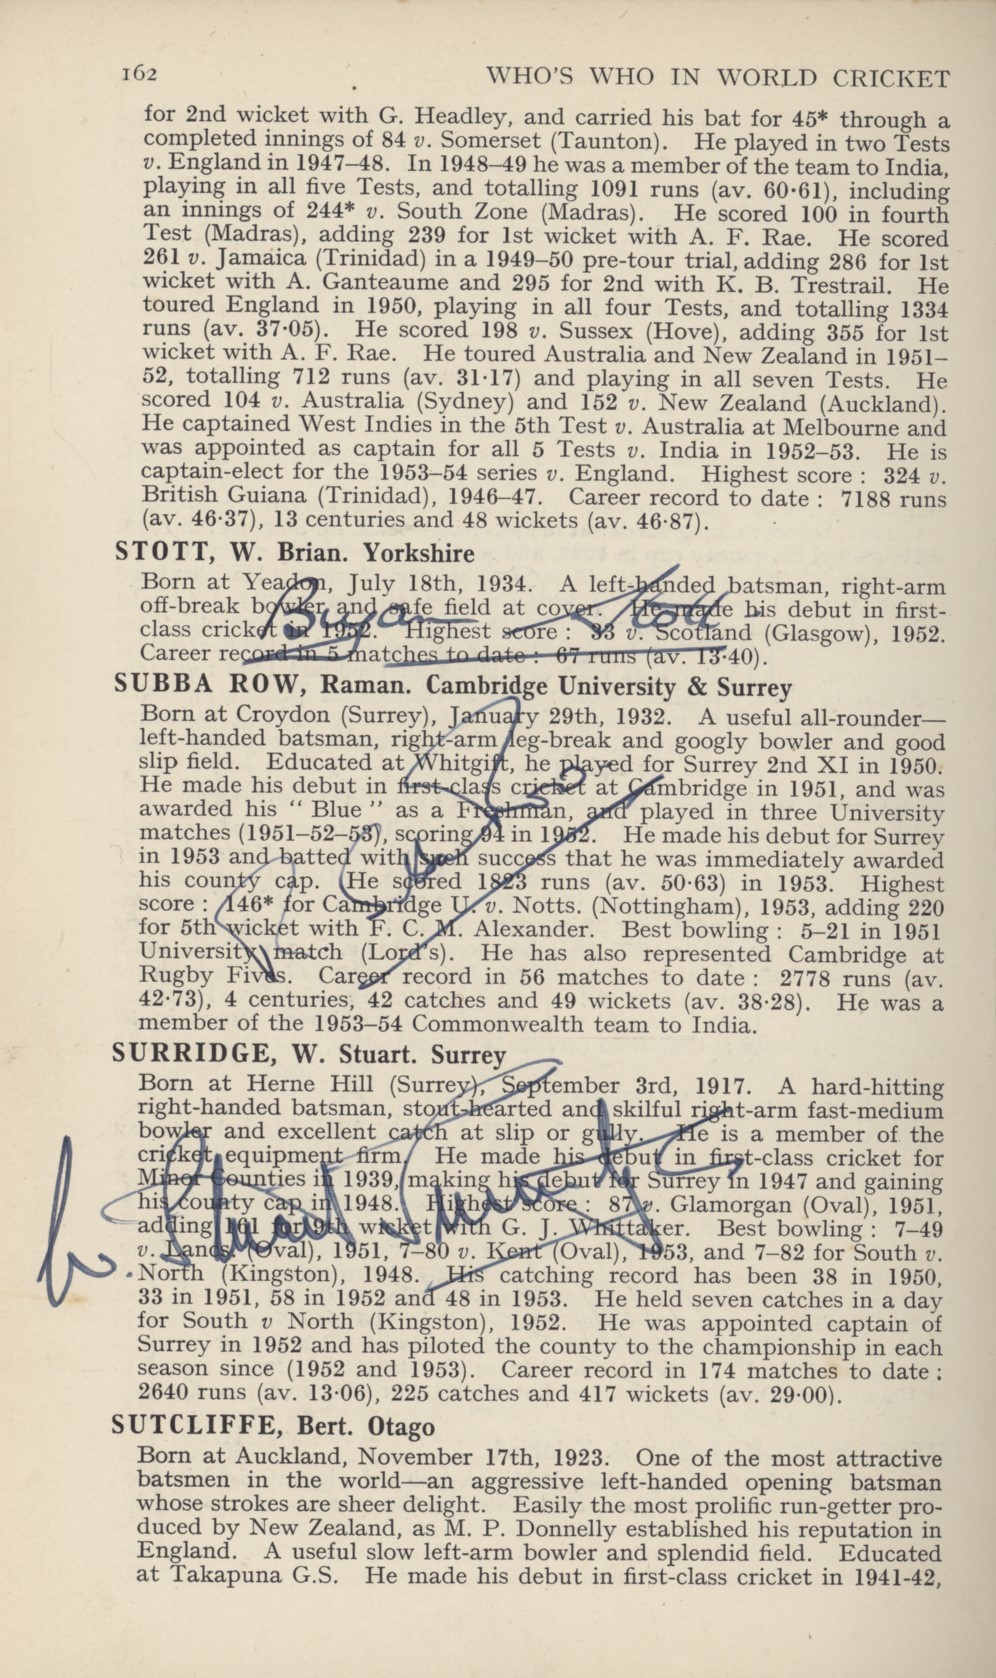 162 WHO'S WHO IN WORLD CRICKET
for 2nd wicket with G. Headley, and carried his bat for 45* through a
completed innings of 84 v. Somerset (Taunton). He played in two Tests
v. England in 1947–48. In 1948–49 he was a member of the team to India,
playing in all five Tests, and totalling 1091 runs (av. 60·61), including
an innings of 244* v. South Zone (Madras). He scored 100 in fourth
Test (Madras), adding 239 for 1st wicket with A. F. Rae. He scored
261 v. Jamaica (Trinidad) in a 1949–50 pre-tour trial, adding 286 for 1st
wicket with A. Ganteaume and 295 for 2nd with K. B. Trestrail. He
toured England in 1950, playing in all four Tests, and totalling 1334
runs (av. 37·05). He scored 198 v. Sussex (Hove), adding 355 for 1st
wicket with A. F. Rae. He toured Australia and New Zealand in 1951–
52, totalling 712 runs (av. 31·17) and playing in all seven Tests. He
scored 104 v. Australia (Sydney) and 152 v. New Zealand (Auckland).
He captained West Indies in the 5th Test v. Australia at Melbourne and
was appointed as captain for all 5 Tests v. India in 1952–53. He is
captain-elect for the 1953–54 series v. England. Highest score : 324 v.
British Guiana (Trinidad), 1946–47. Career record to date : 7188 runs
(av. 46·37), 13 centuries and 48 wickets (av. 46·87).
STOTT, W. Brian. Yorkshire
Born at Yeadon, July 18th, 1934. A left-handed batsman, right-arm
off-break bowler and safe field at cover. He made his debut in first-
class cricket in 1952. Highest score : 33 v. Scotland (Glasgow), 1952.
Career record in 5 matches to date : 67 runs (av. 13·40).
Bryan Stott
SUBBA ROW, Raman. Cambridge University & Surrey
Born at Croydon (Surrey), January 29th, 1932. A useful all-rounder—
left-handed batsman, right-arm leg-break and googly bowler and good
slip field. Educated at Whitgift, he played for Surrey 2nd XI in 1950.
He made his debut in first-class cricket at Cambridge in 1951, and was
awarded his “ Blue ” as a Freshman, and played in three University
matches (1951–52–53), scoring 94 in 1952. He made his debut for Surrey
in 1953 and batted with such success that he was immediately awarded
his county cap. He scored 1823 runs (av. 50·63) in 1953. Highest
score : 146* for Cambridge U. v. Notts. (Nottingham), 1953, adding 220
for 5th wicket with F. C. M. Alexander. Best bowling : 5–21 in 1951
University match (Lord's). He has also represented Cambridge at
Rugby Fives. Career record in 56 matches to date : 2778 runs (av.
42·73), 4 centuries, 42 catches and 49 wickets (av. 38·28). He was a
member of the 1953–54 Commonwealth team to India.
SURRIDGE, W. Stuart. Surrey
Born at Herne Hill (Surrey), September 3rd, 1917. A hard-hitting
right-handed batsman, stout-hearted and skilful right-arm fast-medium
bowler and excellent catch at slip or gully. He is a member of the
cricket equipment firm. He made his debut in first-class cricket for
Minor Counties in 1939, making his debut for Surrey in 1947 and gaining
his county cap in 1948. Highest score : 87 v. Glamorgan (Oval), 1951,
adding 161 for 9th wicket with G. J. Whittaker. Best bowling : 7–49
v. Lancs. (Oval), 1951, 7–80 v. Kent (Oval), 1953, and 7–82 for South v.
North (Kingston), 1948. His catching record has been 38 in 1950,
33 in 1951, 58 in 1952 and 48 in 1953. He held seven catches in a day
for South v North (Kingston), 1952. He was appointed captain of
Surrey in 1952 and has piloted the county to the championship in each
season since (1952 and 1953). Career record in 174 matches to date :
2640 runs (av. 13·06), 225 catches and 417 wickets (av. 29·00).
W. Stuart Surridge
SUTCLIFFE, Bert. Otago
Born at Auckland, November 17th, 1923. One of the most attractive
batsmen in the world—an aggressive left-handed opening batsman
whose strokes are sheer delight. Easily the most prolific run-getter pro-
duced by New Zealand, as M. P. Donnelly established his reputation in
England. A useful slow left-arm bowler and splendid field. Educated
at Takapuna G.S. He made his debut in first-class cricket in 1941-42,